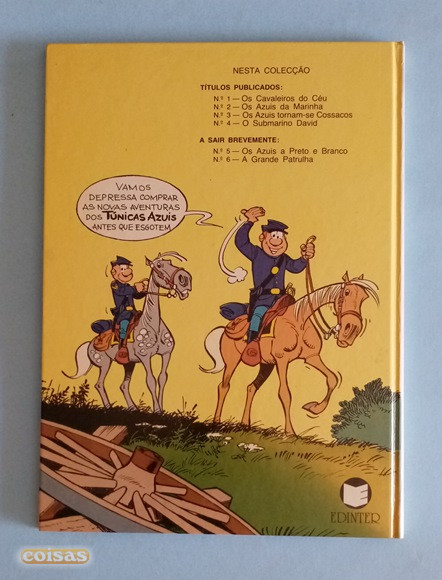 NESTA COLECÇÃO
TÍTULOS PUBLICADOS:
N.º 1 — Os Cavaleiros do Céu
N.º 2 — Os Azuis da Marinha
N.º 3 — Os Azuis tornam-se Cossacos
N.º 4 — O Submarino David
A SAIR BREVEMENTE:
N.º 5 — Os Azuis a Preto e Branco
N.º 6 — A Grande Patrulha
VAMOS
DEPRESSA COMPRAR
AS NOVAS AVENTURAS
DOS TÚNICAS AZUIS
ANTES QUE ESGOTEM
EDINTER
coisas